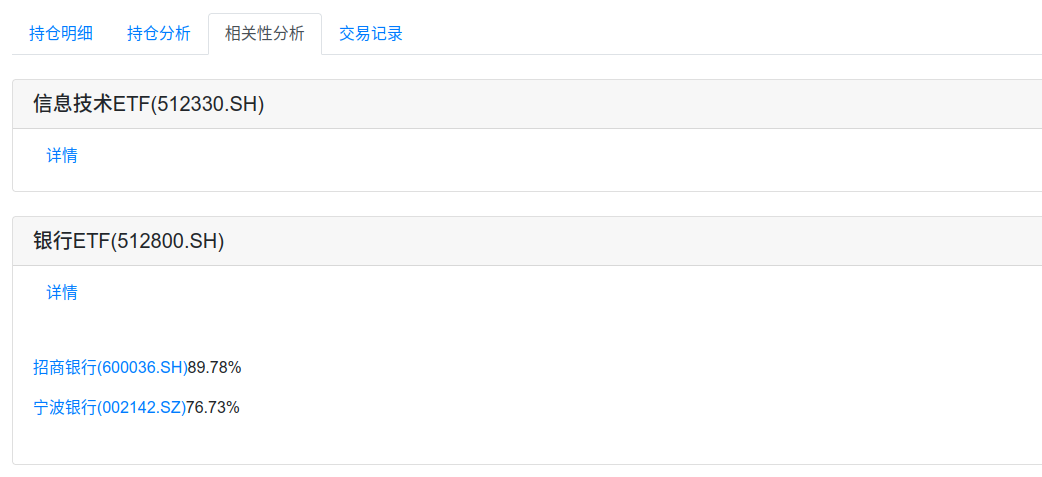 持仓明细 持仓分析 相关性分析 交易记录
信息技术ETF(512330.SH)
详情
银行ETF(512800.SH)
详情
招商银行(600036.SH)89.78%
宁波银行(002142.SZ)76.73%